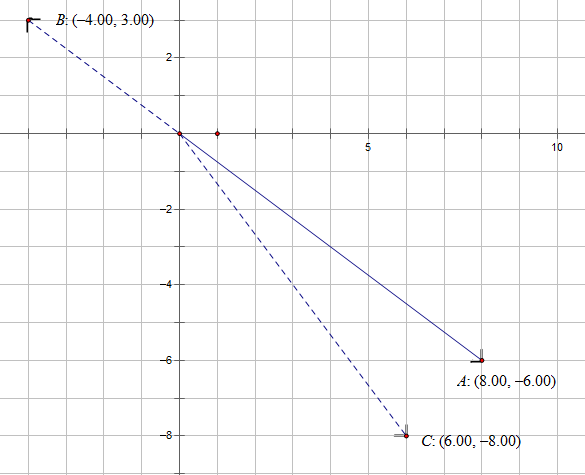 B: (–4.00, 3.00)
2
5
10
–2
–4
–6
A: (8.00, –6.00)
–8
C: (6.00, –8.00)